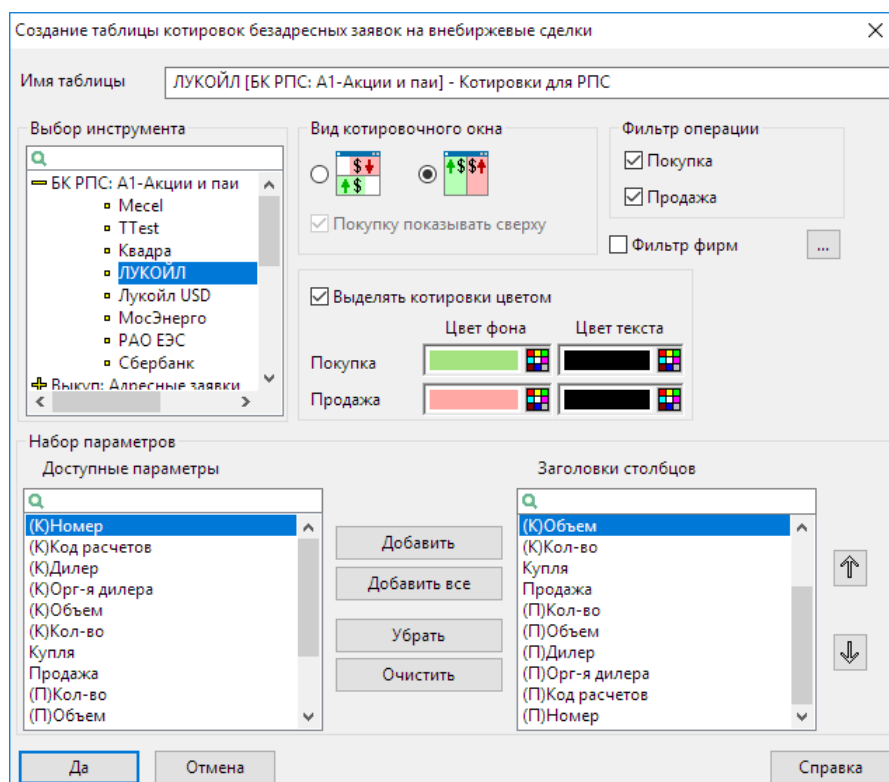 Создание таблицы котировок безадресных заявок на внебиржевые сделки
Имя таблицы
ЛУКОЙЛ [БК РПС: А1-Акции и паи] - Котировки для РПС
Выбор инструмента
БК РПС: А1-Акции и паи
Mecel
TTest
Квадра
ЛУКОЙЛ
Лукойл USD
МосЭнерго
РАО ЕЭС
Сбербанк
Выкуп: Адресные заявки
Вид котировочного окна
Покупку показывать сверху
Фильтр операции
Покупка
Продажа
Фильтр фирм
...
Выделять котировки цветом
Цвет фона
Цвет текста
Покупка
Продажа
Набор параметров
Доступные параметры
(К)Номер
(К)Код расчетов
(К)Дилер
(К)Орг-я дилера
(К)Объем
(К)Кол-во
Купля
Продажа
(П)Кол-во
(П)Объем
Добавить
Добавить все
Убрать
Очистить
Заголовки столбцов
(К)Объем
(К)Кол-во
Купля
Продажа
(П)Кол-во
(П)Объем
(П)Дилер
(П)Орг-я дилера
(П)Код расчетов
(П)Номер
Да
Отмена
Справка